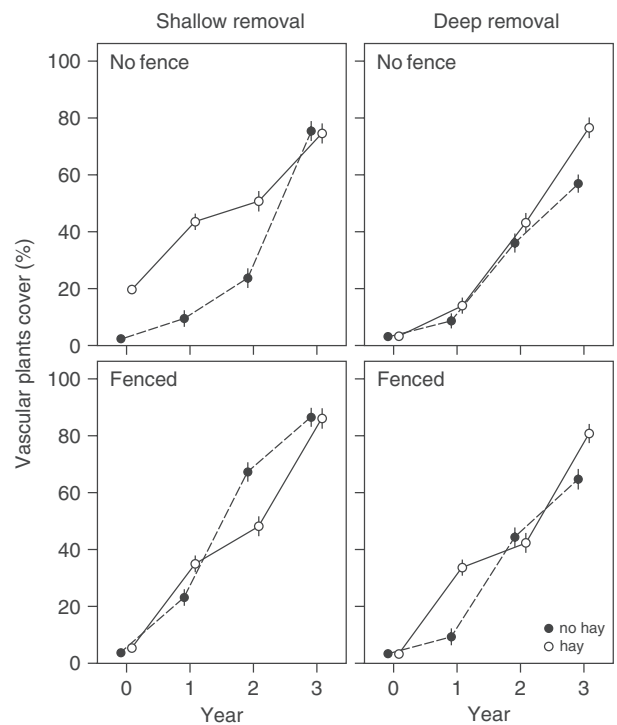 Shallow removal Deep removal
No fence No fence
100
80
60
40
20
0
Fenced Fenced
100
80
60
40
20
0
Vascular plants cover (%)
no hay
hay
0 1 2 3 0 1 2 3
Year Year